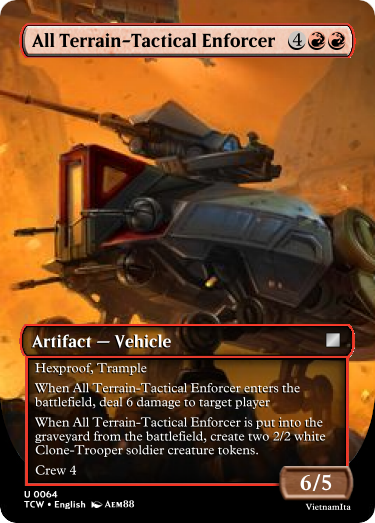 All Terrain-Tactical Enforcer 4
Artifact — Vehicle
Hexproof, Trample
When All Terrain-Tactical Enforcer enters the
battlefield, deal 6 damage to target player
When All Terrain-Tactical Enforcer is put into the
graveyard from the battlefield, create two 2/2 white
Clone-Trooper soldier creature tokens.
Crew 4
6/5
U 0064
TCW • English AEM88
VietnamIta